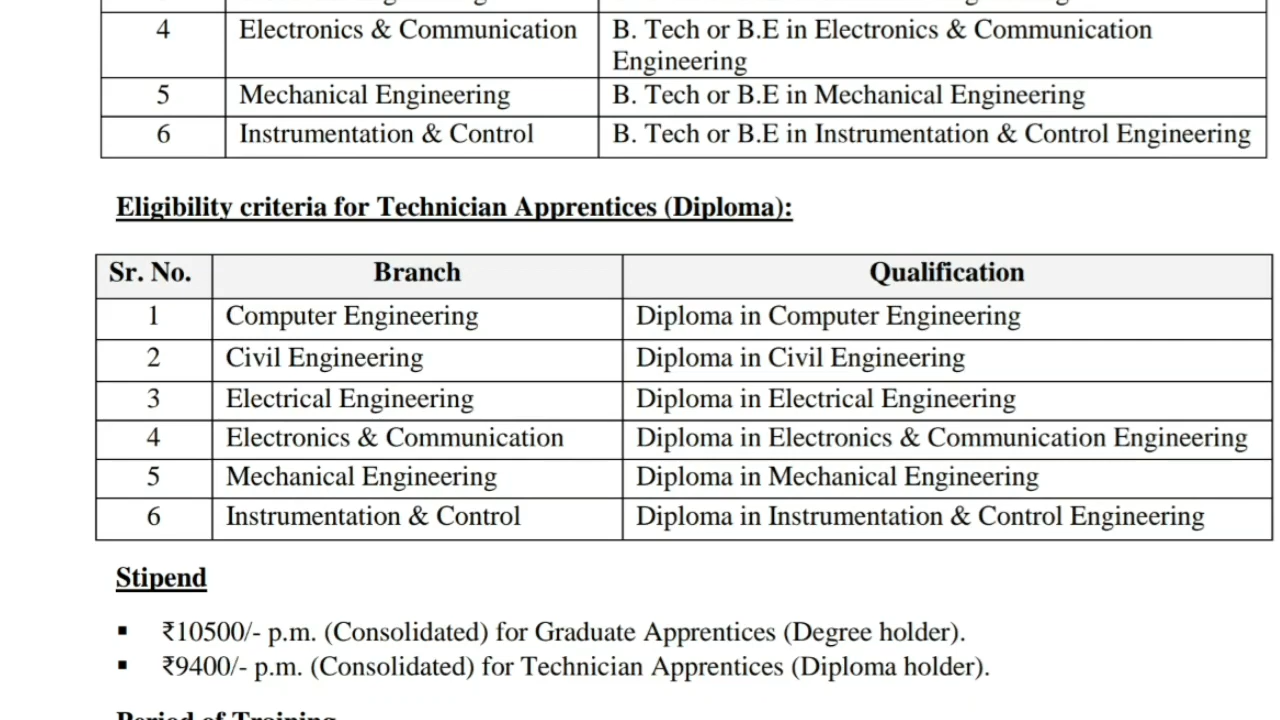 4 Electronics & Communication B. Tech or B.E in Electronics & Communication
Engineering
5 Mechanical Engineering B. Tech or B.E in Mechanical Engineering
6 Instrumentation & Control B. Tech or B.E in Instrumentation & Control Engineering
Eligibility criteria for Technician Apprentices (Diploma):
Sr. No. Branch Qualification
1 Computer Engineering Diploma in Computer Engineering
2 Civil Engineering Diploma in Civil Engineering
3 Electrical Engineering Diploma in Electrical Engineering
4 Electronics & Communication Diploma in Electronics & Communication Engineering
5 Mechanical Engineering Diploma in Mechanical Engineering
6 Instrumentation & Control Diploma in Instrumentation & Control Engineering
Stipend
▪ ₹10500/- p.m. (Consolidated) for Graduate Apprentices (Degree holder).
▪ ₹9400/- p.m. (Consolidated) for Technician Apprentices (Diploma holder).
Period of Training